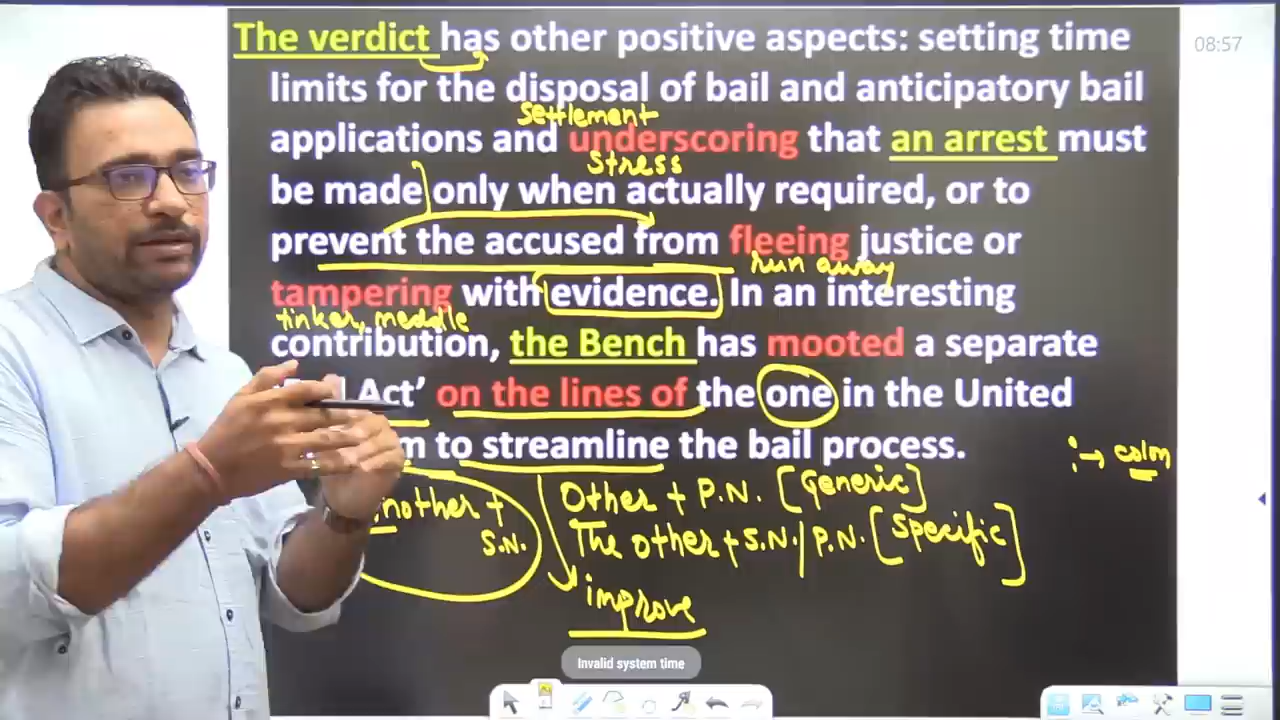 The verdict has other positive aspects: setting time
08:57
limits for the disposal of bail and anticipatory bail
Settlement
applications and underscoring that an arrest must
stress
be made only when actually required, or to
prevent the accused from fleeing justice or
run away
tampering with evidence. In an interesting
tinker, meddle
contribution, the Bench has mooted a separate
Act’ on the lines of the one in the United
to streamline the bail process.
:→ colon
another +
S.N.
Other + P.N. [Generic]
The other + S.N./P.N. [Specific]
improve
Invalid system time